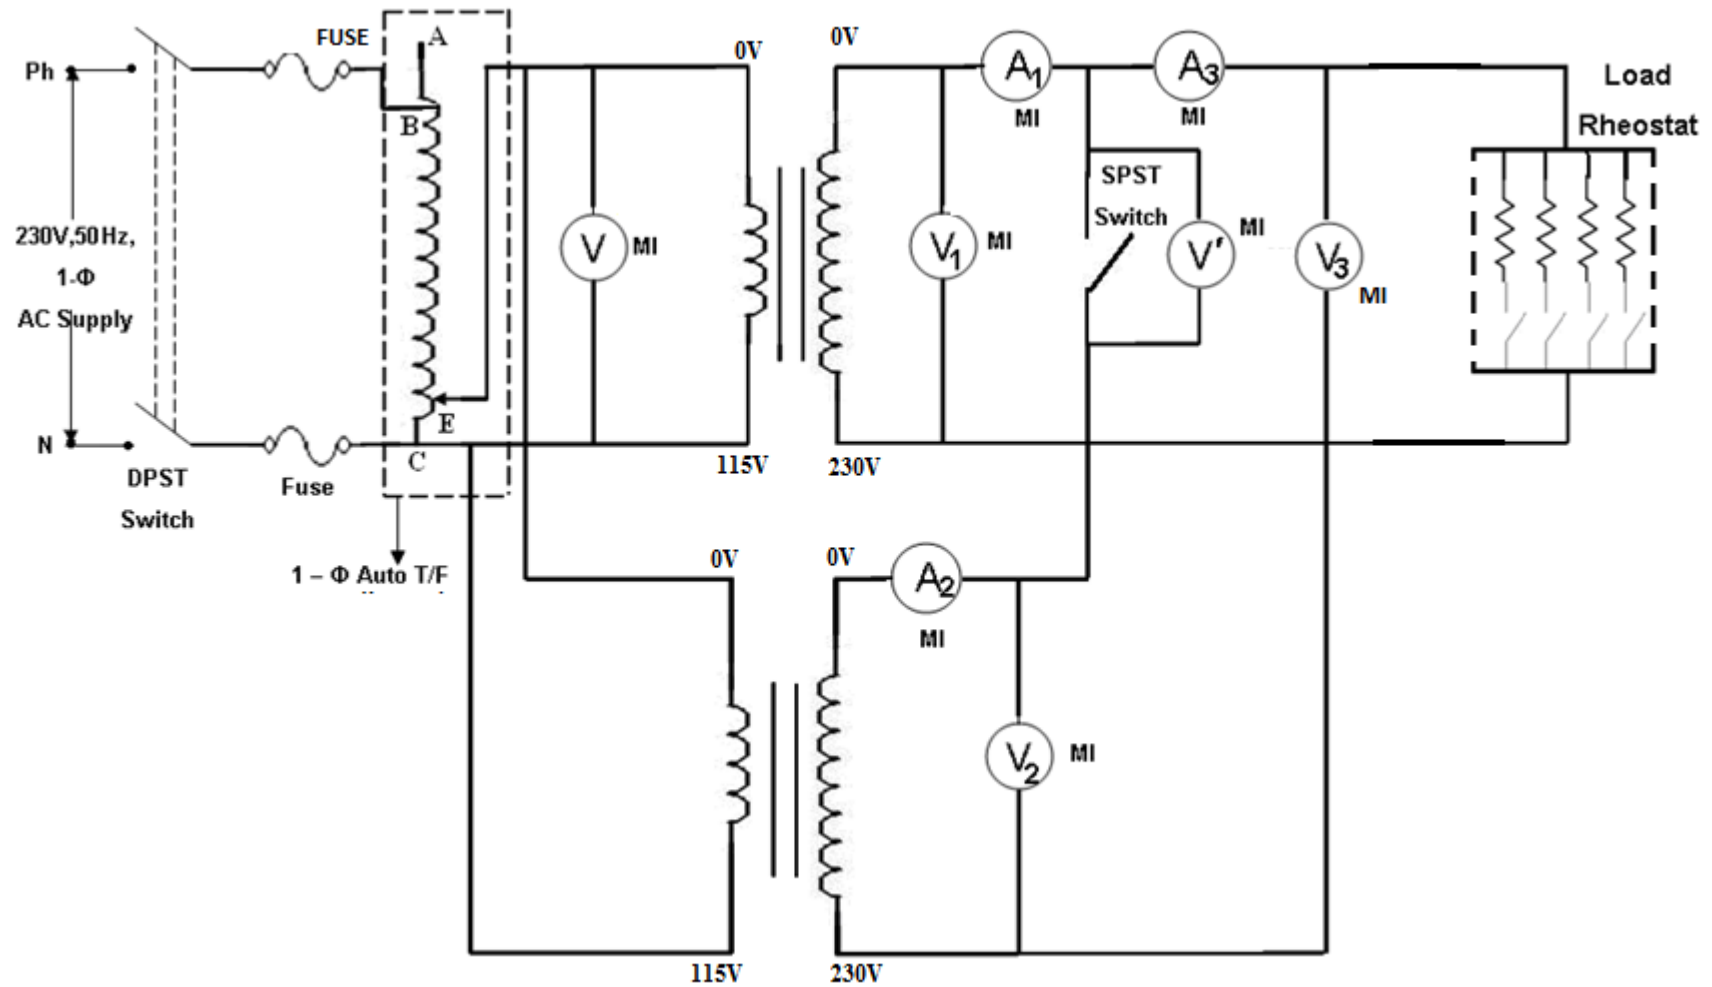 FUSE
A
0V
0V
Ph
A1
A3
Load
MI
MI
Rheostat
B
SPST
Switch
230V,50Hz,
1-Φ
AC Supply
V
MI
V1
MI
V'
MI
V3
MI
E
N
C
115V
230V
DPST
Switch
Fuse
0V
0V
1 – Φ Auto T/F
A2
MI
V2
MI
115V
230V